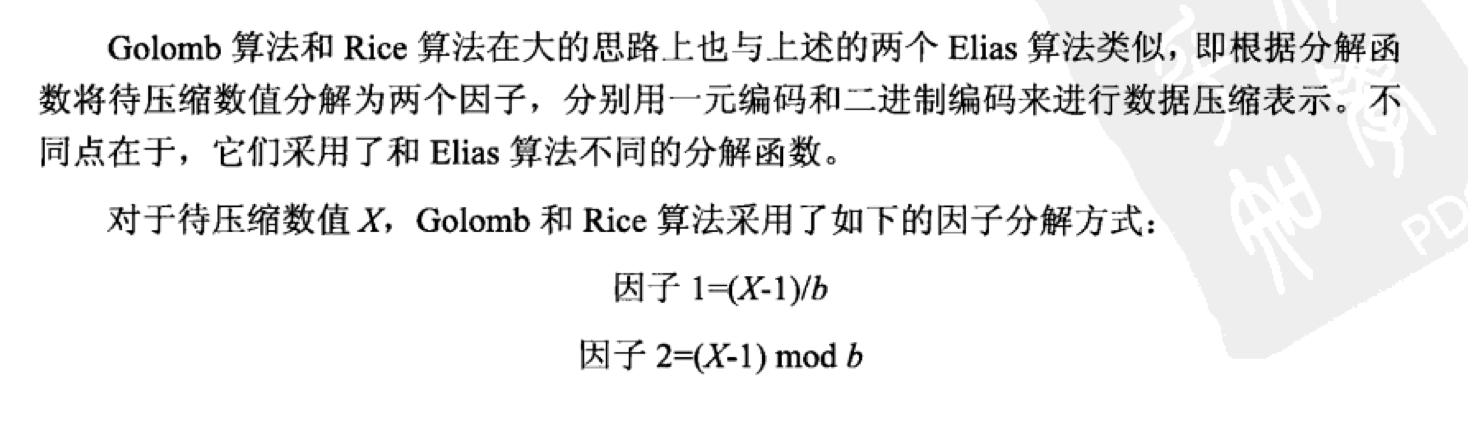 Golomb 算法和 Rice 算法在大的思路上也与上述的两个 Elias 算法类似，即根据分解函
数将待压缩数值分解为两个因子，分别用一元编码和二进制编码来进行数据压缩表示。不
同点在于，它们采用了和 Elias 算法不同的分解函数。
对于待压缩数值 X，Golomb 和 Rice 算法采用了如下的因子分解方式：
因子 1=(X-1)/b
因子 2=(X-1) mod b